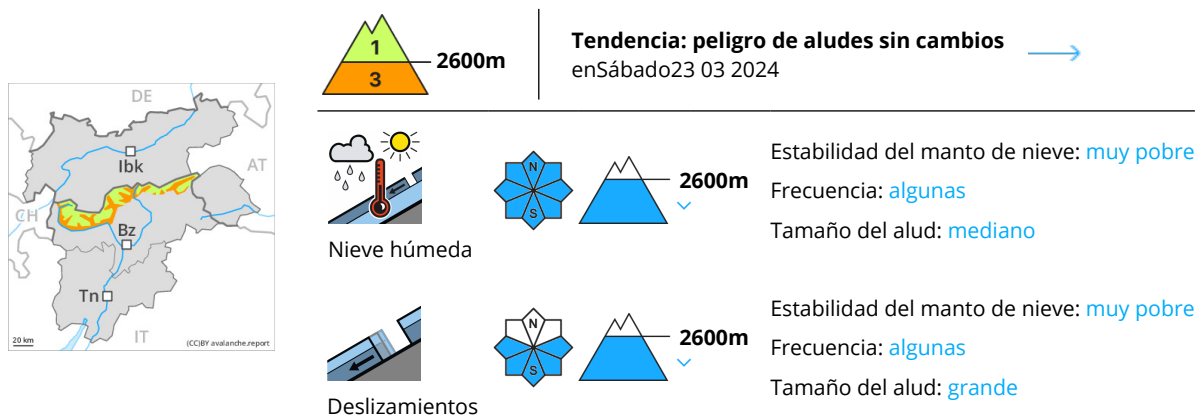 1
3
2600m
Tendencia: peligro de aludes sin cambios
enSábado23 03 2024
DE
Ibk
AT
CH
Bz
Tn
IT
20 km
(CC)BY avalanche.report
N
S
2600m
Nieve húmeda
Estabilidad del manto de nieve: muy pobre
Frecuencia: algunas
Tamaño del alud: mediano
N
S
2600m
Deslizamientos
Estabilidad del manto de nieve: muy pobre
Frecuencia: algunas
Tamaño del alud: grande